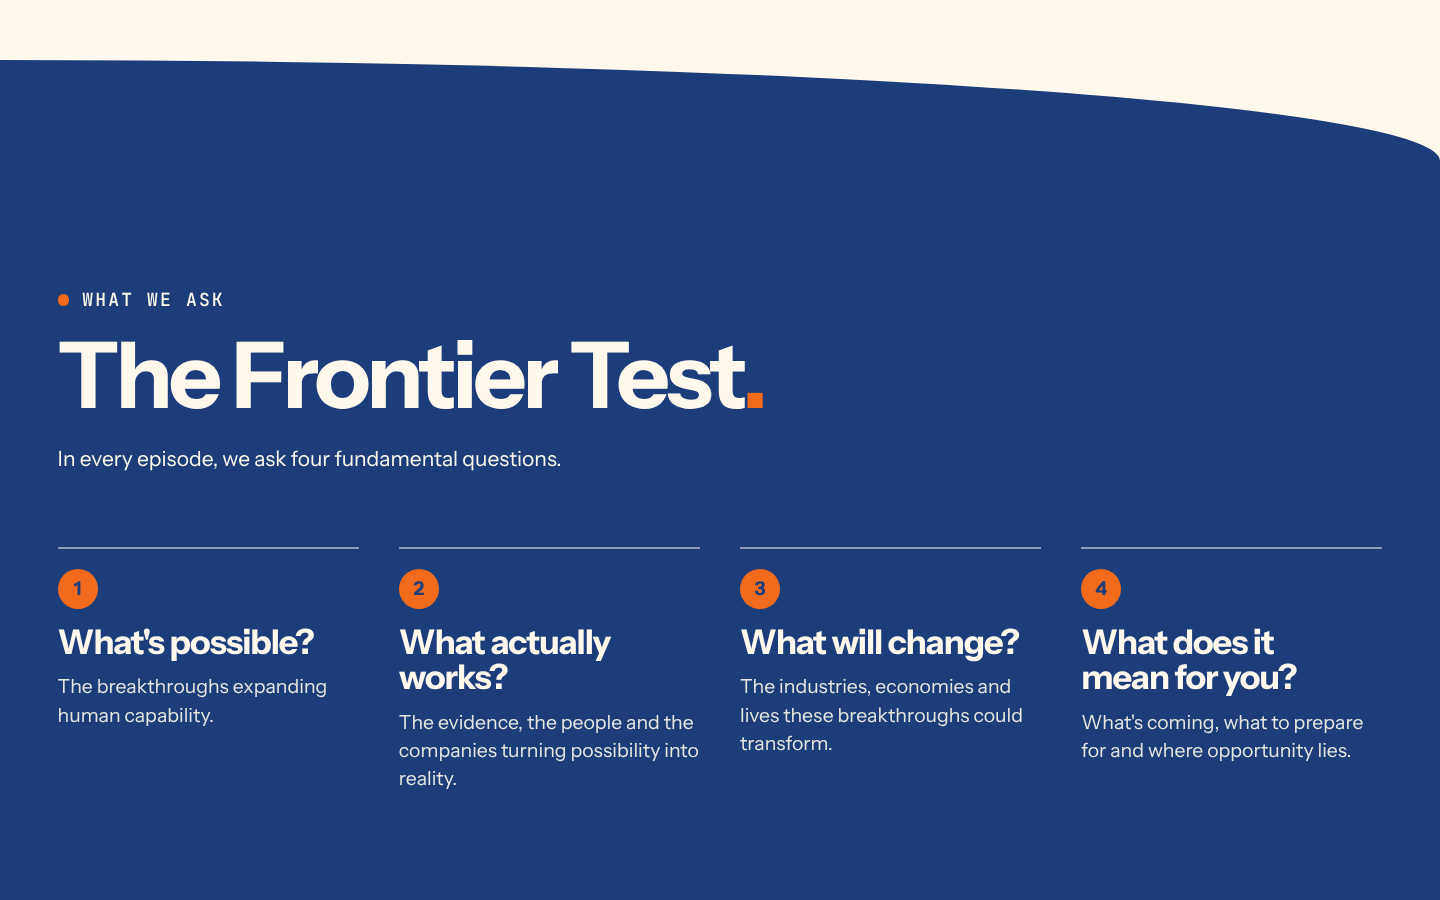 WHAT WE ASK
The Frontier Test.
In every episode, we ask four fundamental questions.
1
What's possible?
The breakthroughs expanding
human capability.
2
What actually
works?
The evidence, the people and the
companies turning possibility into
reality.
3
What will change?
The industries, economies and
lives these breakthroughs could
transform.
4
What does it
mean for you?
What's coming, what to prepare
for and where opportunity lies.